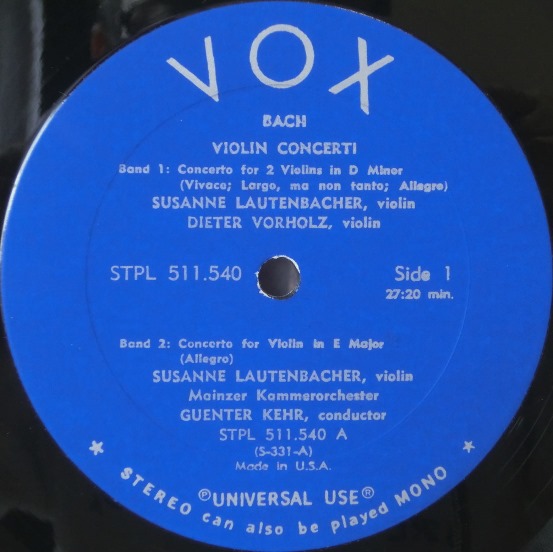 VOX
BACH
VIOLIN CONCERTI
Band 1: Concerto for 2 Violins in D Minor
(Vivace; Largo, ma non tanto; Allegro)
SUSANNE LAUTENBACHER, violin
DIETER VORHOLZ, violin
STPL 511.540 Side 1
27:20 min.
Band 2: Concerto for Violin in E Major
(Allegro)
SUSANNE LAUTENBACHER, violin
Mainzer Kammerorchester
GUENTER KEHR, conductor
STPL 511.540 A
(S-331-A)
Made in U.S.A.
℗UNIVERSAL USE®
★ STEREO can also be played MONO ★